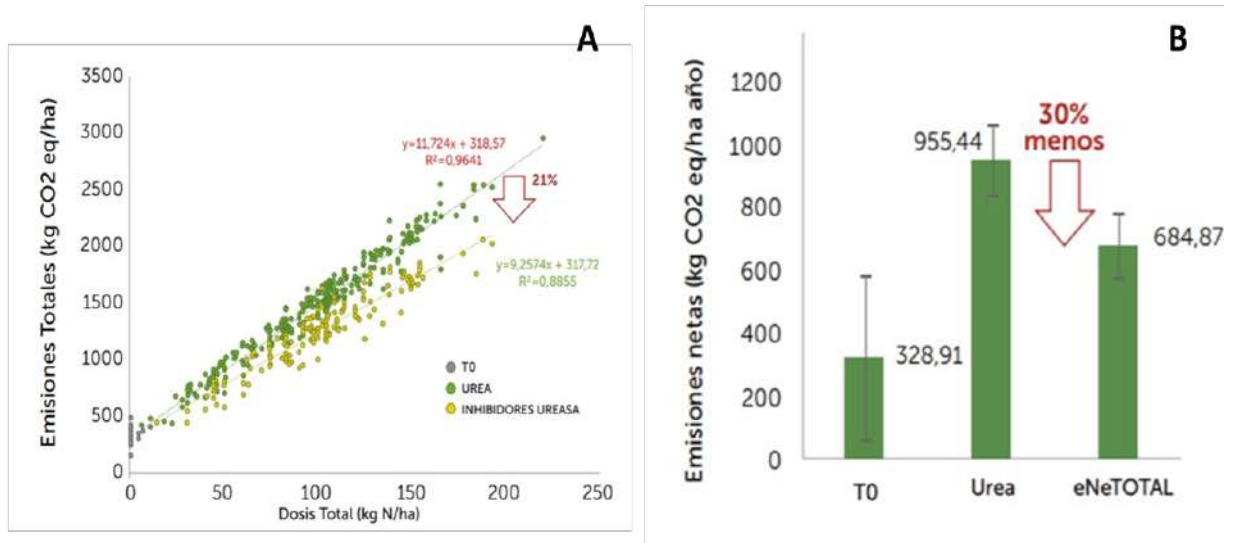 A
Emisiones Totales (kg CO2 eq/ha)
3500
3000
2500
2000
1500
1000
500
0
y=11,724x + 318,57
R²=0,9641
21%
y=9,2574x + 317,72
R²=0,8855
T0
UREA
INHIBIDORES UREASA
0 50 100 150 200 250
Dosis Total (kg N/ha)
B
Emisiones netas (kg CO2 eq/ha año)
1200
1000
800
600
400
200
0
955,44
30%
menos
684,87
328,91
T0 Urea eNeTOTAL